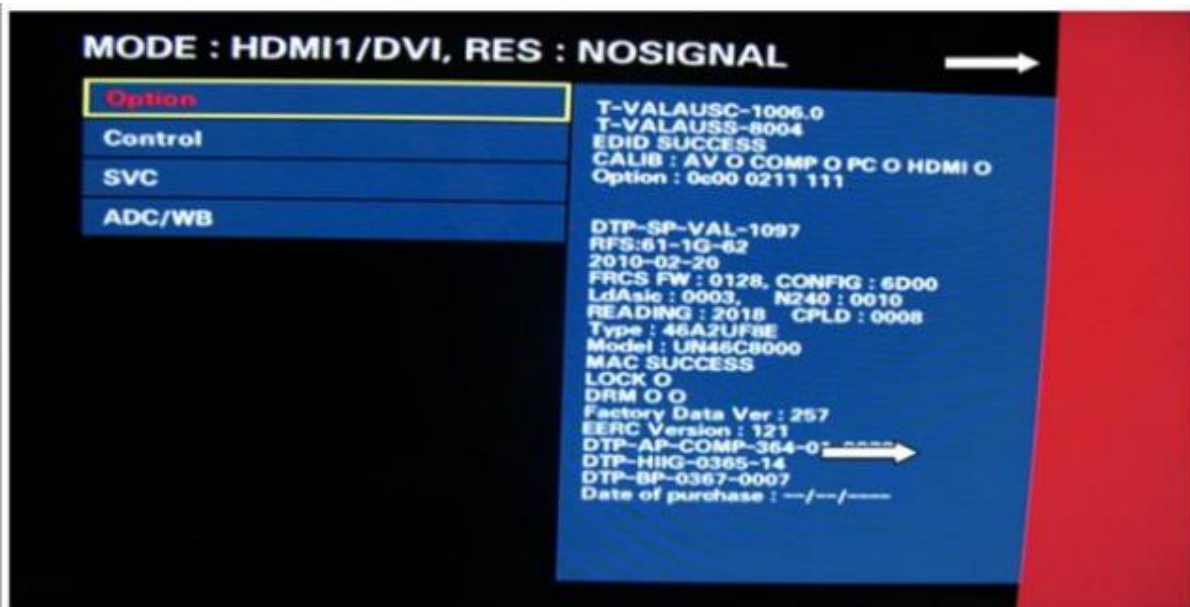 MODE : HDMI1/DVI, RES : NOSIGNAL
Option
Control
SVC
ADC/WB
T-VALAUSC-1006.0
T-VALAUSS-8004
EDID SUCCESS
CALIB : AV O COMP O PC O HDMI O
Option : 0c00 0211 111
DTP-SP-VAL-1097
RFS:61-1G-62
2010-02-20
FRCS FW : 0128, CONFIG : 6D00
LdAsic : 0003, N240 : 0010
READING : 2018 CPLD : 0008
Type : 46A2UF8E
Model : UN46C8000
MAC SUCCESS
LOCK O
DRM O O
Factory Data Ver : 257
EERC Version : 121
DTP-AP-COMP-364-01
DTP-HIIG-0365-14
DTP-BP-0367-0007
Date of purchase : --/--/----